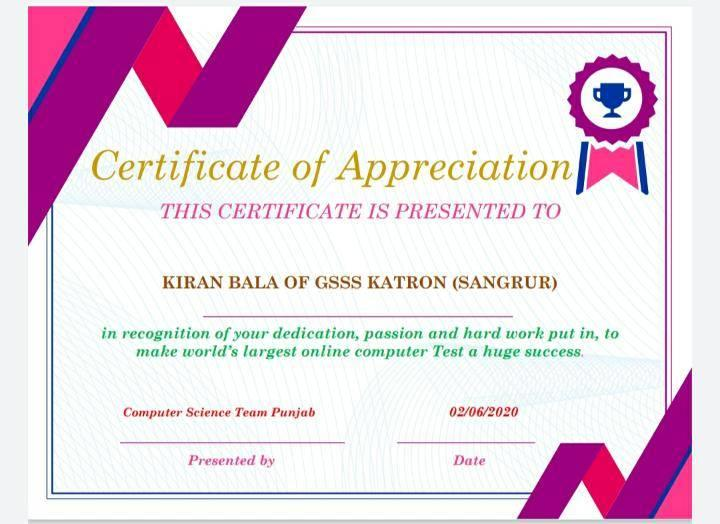 Certificate of Appreciation
THIS CERTIFICATE IS PRESENTED TO
KIRAN BALA OF GSSS KATRON (SANGRUR)
in recognition of your dedication, passion and hard work put in, to
make world's largest online computer Test a huge success.
Computer Science Team Punjab 02/06/2020
Presented by Date